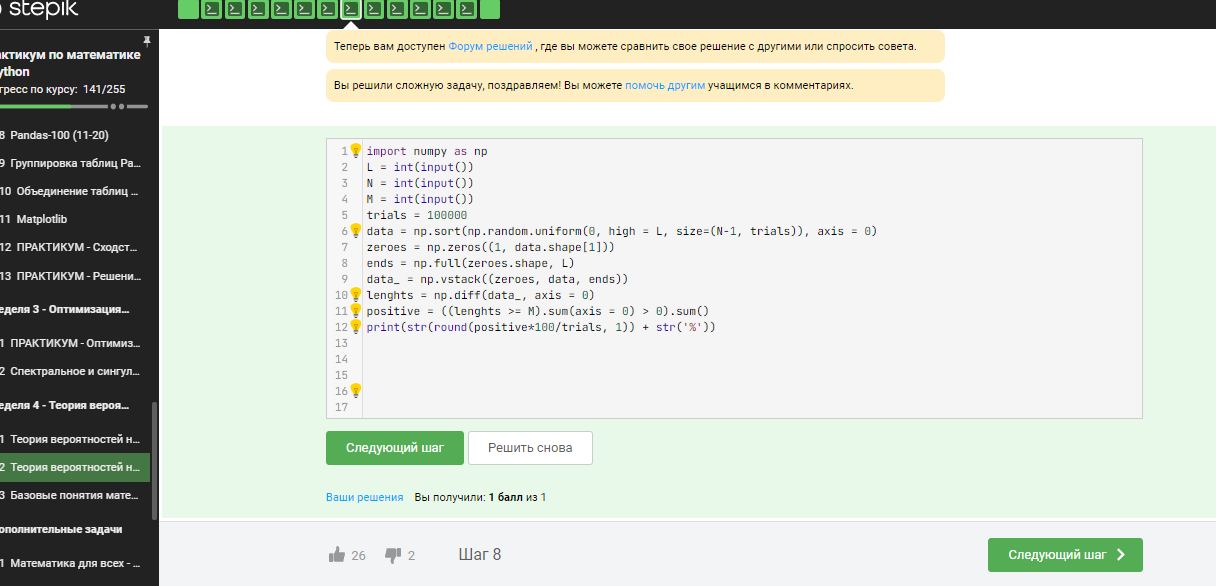 stepik
актикум по математике
ython
гресс по курсу: 141/255
8 Pandas-100 (11-20)
9 Группировка таблиц Pa...
10 Объединение таблиц ...
11 Matplotlib
12 ПРАКТИКУМ - Сходст...
13 ПРАКТИКУМ - Решени...
еделя 3 - Оптимизация...
1 ПРАКТИКУМ - Оптимиз...
2 Спектральное и сингул...
еделя 4 - Теория вероя...
1 Теория вероятностей н...
2 Теория вероятностей н...
3 Базовые понятия мате...
ополнительные задачи
1 Математика для всех - ...
Теперь вам доступен Форум решений , где вы можете сравнить свое решение с другими или спросить совета.
Вы решили сложную задачу, поздравляем! Вы можете помочь другим учащимся в комментариях.
1 import numpy as np
2 L = int(input())
3 N = int(input())
4 M = int(input())
5 trials = 100000
6 data = np.sort(np.random.uniform(0, high = L, size=(N-1, trials)), axis = 0)
7 zeroes = np.zeros((1, data.shape[1]))
8 ends = np.full(zeroes.shape, L)
9 data_ = np.vstack((zeroes, data, ends))
10 lenghts = np.diff(data_, axis = 0)
11 positive = ((lenghts >= M).sum(axis = 0) > 0).sum()
12 print(str(round(positive*100/trials, 1)) + str('%'))
13
14
15
16
17
Следующий шаг
Решить снова
Ваши решения Вы получили: 1 балл из 1
26 2 Шаг 8
Следующий шаг